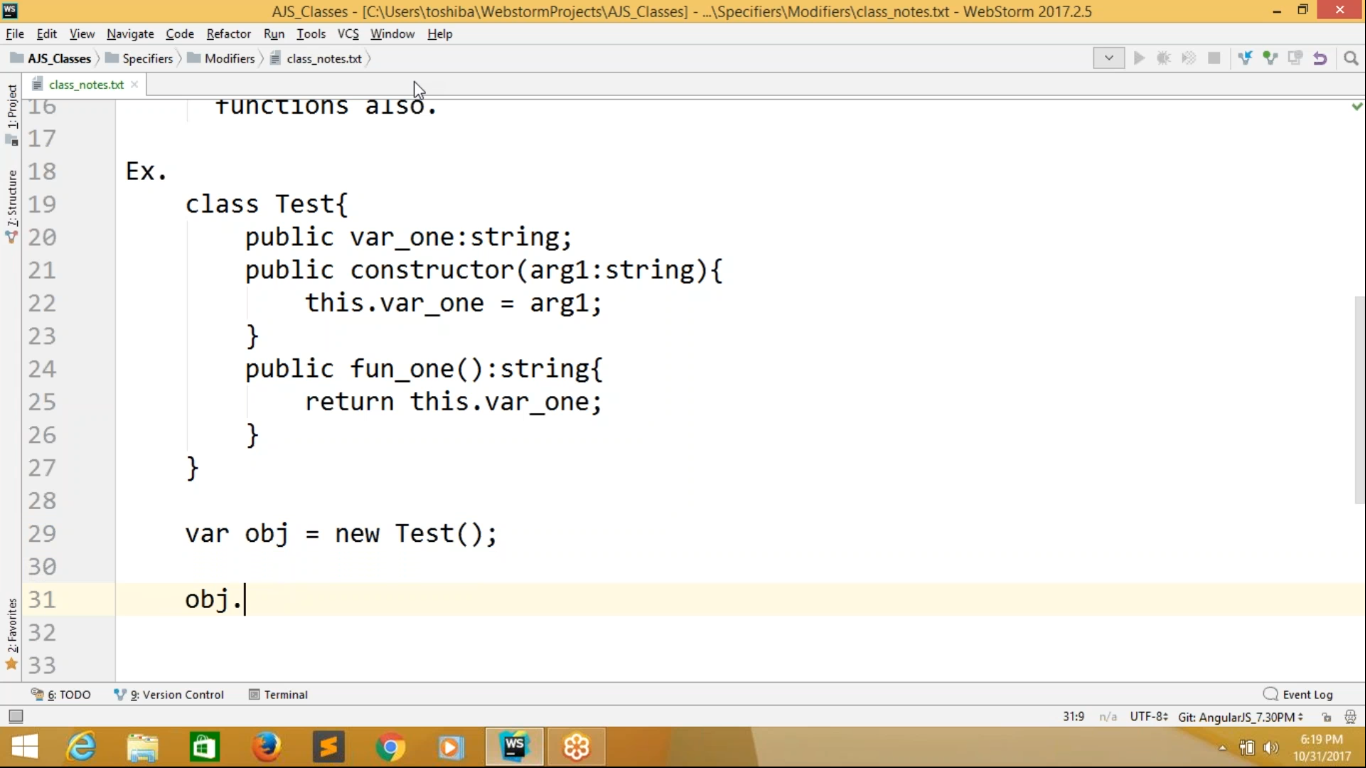 AJS_Classes - [C:\Users\toshiba\WebstormProjects\AJS_Classes] - ...\Specifiers\Modifiers\class_notes.txt - WebStorm 2017.2.5
File Edit View Navigate Code Refactor Run Tools VCS Window Help
AJS_Classes Specifiers Modifiers class_notes.txt
class_notes.txt
1: Project
7: Structure
2: Favorites
16 functions also.
17
18 Ex.
19 class Test{
20 public var_one:string;
21 public constructor(arg1:string){
22 this.var_one = arg1;
23 }
24 public fun_one():string{
25 return this.var_one;
26 }
27 }
28
29 var obj = new Test();
30
31 obj.
32
33
6: TODO 9: Version Control Terminal Event Log
31:9 n/a UTF-8 Git: AngularJS_7.30PM
WS
6:19 PM
10/31/2017